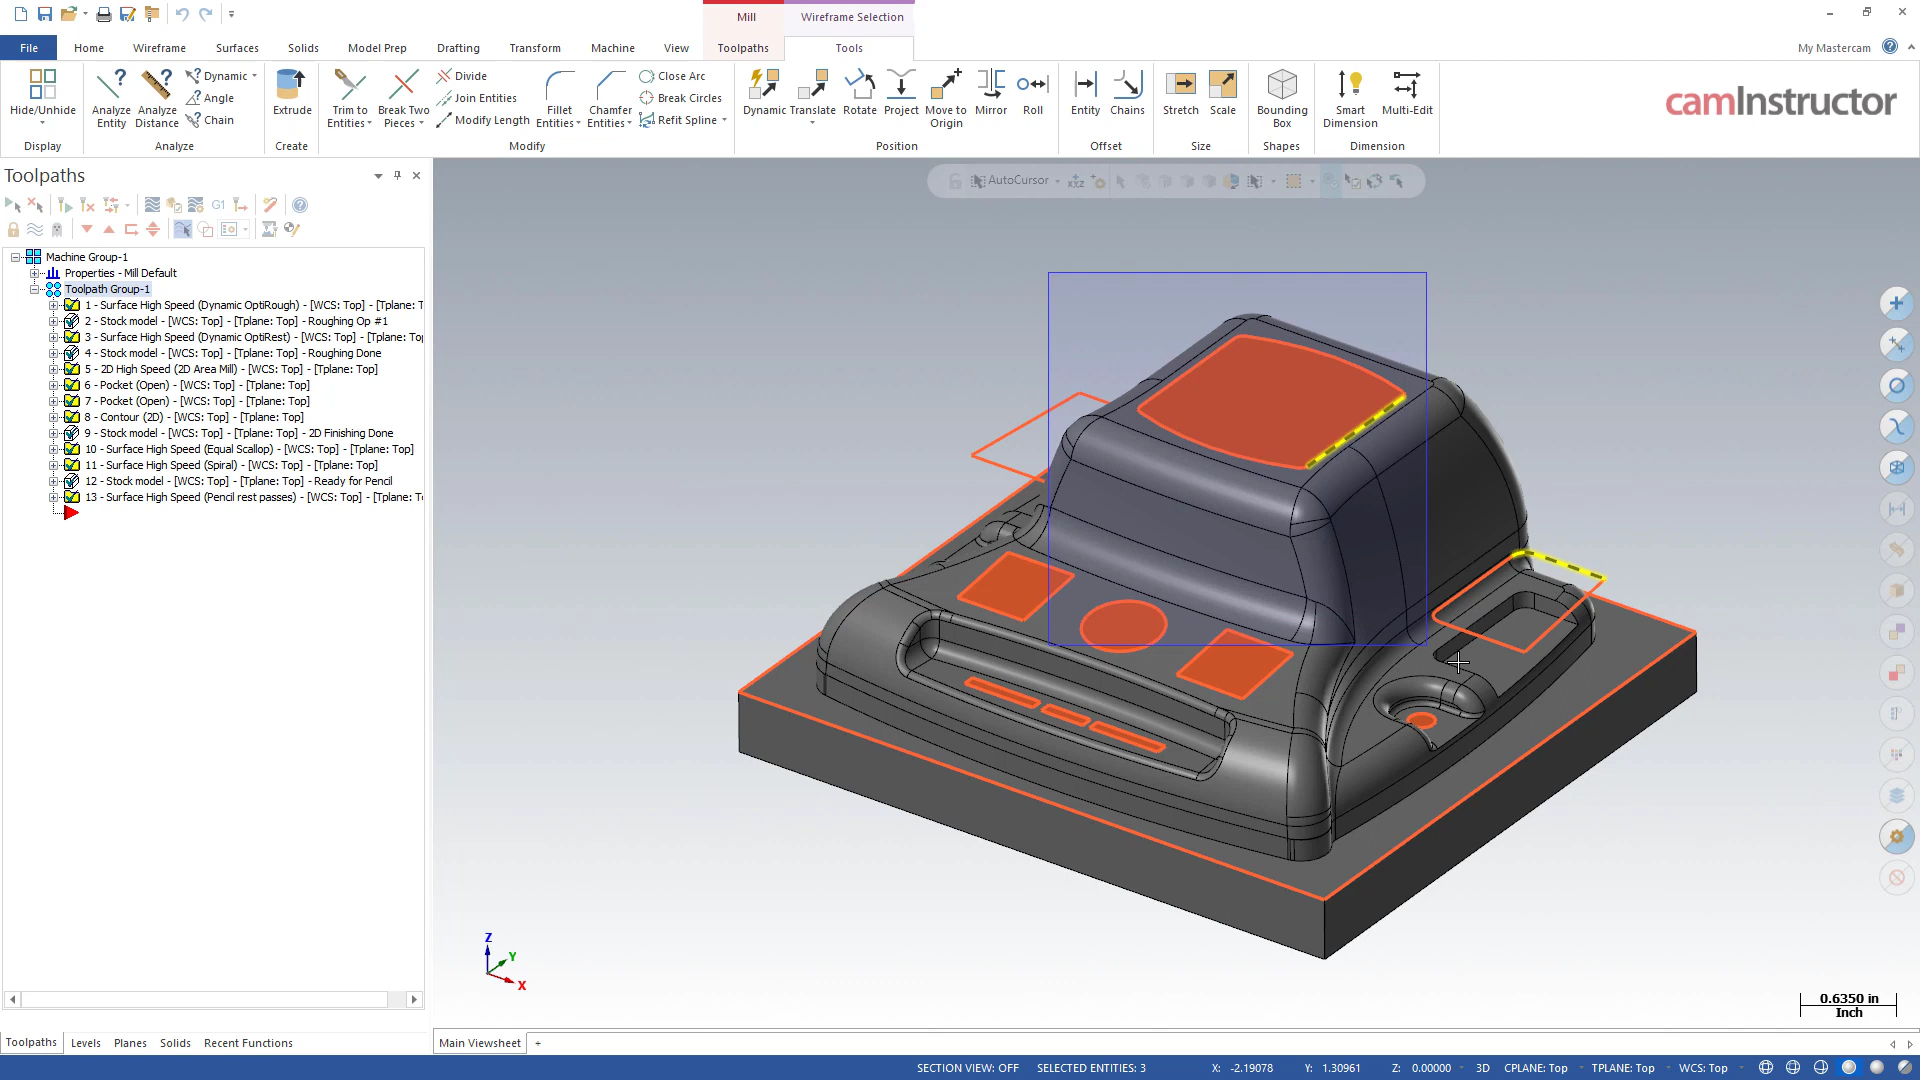 Mill
Wireframe Selection
File
Home
Wireframe
Surfaces
Solids
Model Prep
Drafting
Transform
Machine
View
Toolpaths
Tools
My Mastercam
Hide/Unhide
Display
Analyze Entity
Analyze Distance
Dynamic
Angle
Chain
Analyze
Extrude
Create
Trim to Entities
Break Two Pieces
Divide
Join Entities
Modify Length
Fillet Entities
Chamfer Entities
Close Arc
Break Circles
Refit Spline
Modify
Dynamic
Translate
Rotate
Project
Move to Origin
Mirror
Roll
Position
Entity
Chains
Offset
Stretch
Scale
Size
Bounding Box
Shapes
Smart Dimension
Multi-Edit
Dimension
camInstructor
Toolpaths
AutoCursor
G1
Machine Group-1
Properties - Mill Default
Toolpath Group-1
1 - Surface High Speed (Dynamic OptiRough) - [WCS: Top] - [Tplane: T
2 - Stock model - [WCS: Top] - [Tplane: Top] - Roughing Op #1
3 - Surface High Speed (Dynamic OptiRest) - [WCS: Top] - [Tplane: To
4 - Stock model - [WCS: Top] - [Tplane: Top] - Roughing Done
5 - 2D High Speed (2D Area Mill) - [WCS: Top] - [Tplane: Top]
6 - Pocket (Open) - [WCS: Top] - [Tplane: Top]
7 - Pocket (Open) - [WCS: Top] - [Tplane: Top]
8 - Contour (2D) - [WCS: Top] - [Tplane: Top]
9 - Stock model - [WCS: Top] - [Tplane: Top] - 2D Finishing Done
10 - Surface High Speed (Equal Scallop) - [WCS: Top] - [Tplane: Top]
11 - Surface High Speed (Spiral) - [WCS: Top] - [Tplane: Top]
12 - Stock model - [WCS: Top] - [Tplane: Top] - Ready for Pencil
13 - Surface High Speed (Pencil rest passes) - [WCS: Top] - [Tplane: T
Z
Y
X
0.6350 in
Inch
Toolpaths
Levels
Planes
Solids
Recent Functions
Main Viewsheet
+
SECTION VIEW: OFF
SELECTED ENTITIES: 3
X: -2.19078
Y: 1.30961
Z: 0.00000
3D
CPLANE: Top
TPLANE: Top
WCS: Top